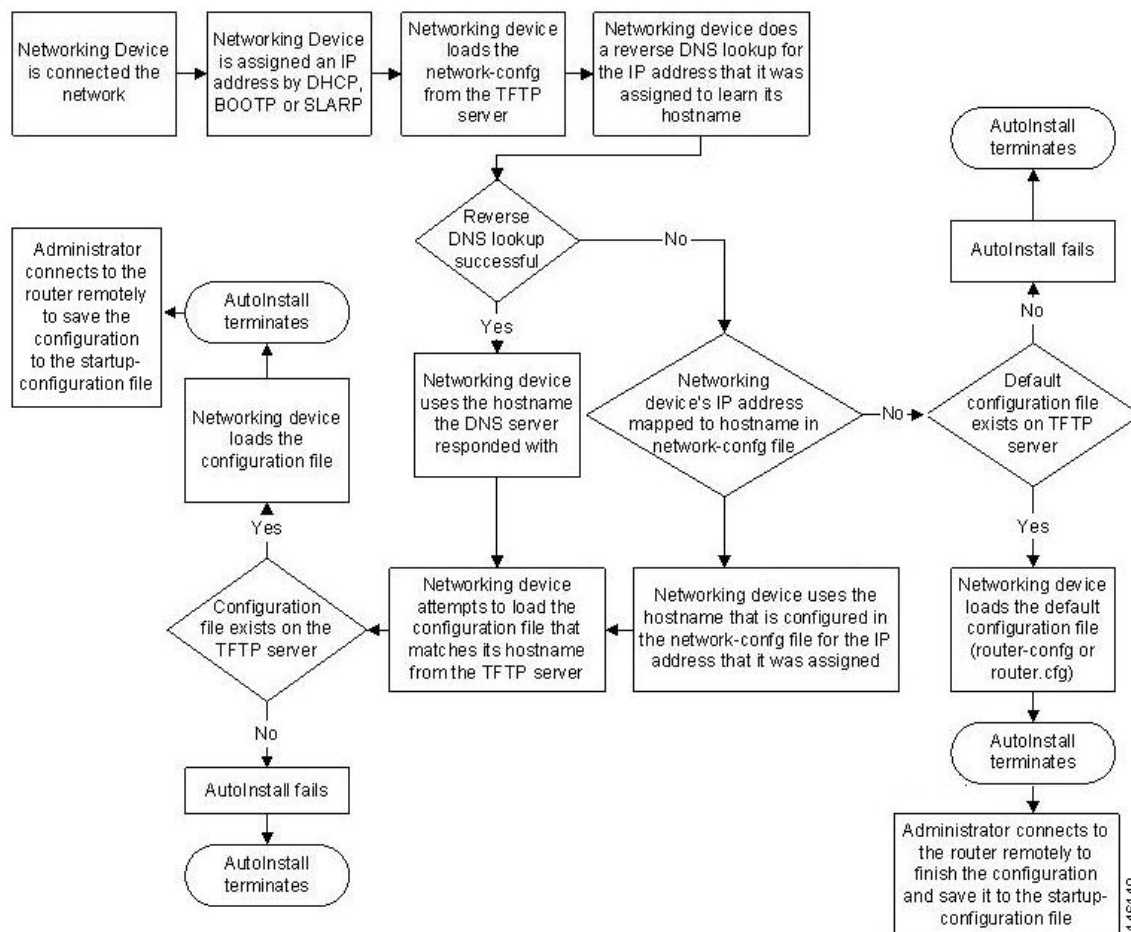 Networking Device
is connected the
network
Networking Device
is assigned an IP
address by DHCP,
BOOTP or SLARP
Networking device
loads the
network-confg
from the TFTP
server
Networking device does
a reverse DNS lookup for
the IP address that it was
assigned to learn its
hostname
AutoInstall
terminates
Reverse
DNS lookup
successful
No
AutoInstall fails
Administrator
connects to the
router remotely
to save the
configuration
to the startup-
configuration file
AutoInstall
terminates
Yes
No
Networking device
loads the
configuration file
Networking device
uses the hostname
the DNS server
responded with
Networking
device's IP address
mapped to hostname in
network-confg file
No
Default
configuration file
exists on TFTP
server
Yes
Yes
Configuration
file exists on the
TFTP server
Networking device
attempts to load the
configuration file that
matches its hostname
from the TFTP server
Networking device uses the
hostname that is configured in
the network-confg file for the IP
address that it was assigned
Networking device
loads the default
configuration file
(router-confg or
router.cfg)
No
AutoInstall
terminates
AutoInstall fails
AutoInstall
terminates
Administrator connects to
the router remotely to
finish the configuration
and save it to the startup-
configuration file